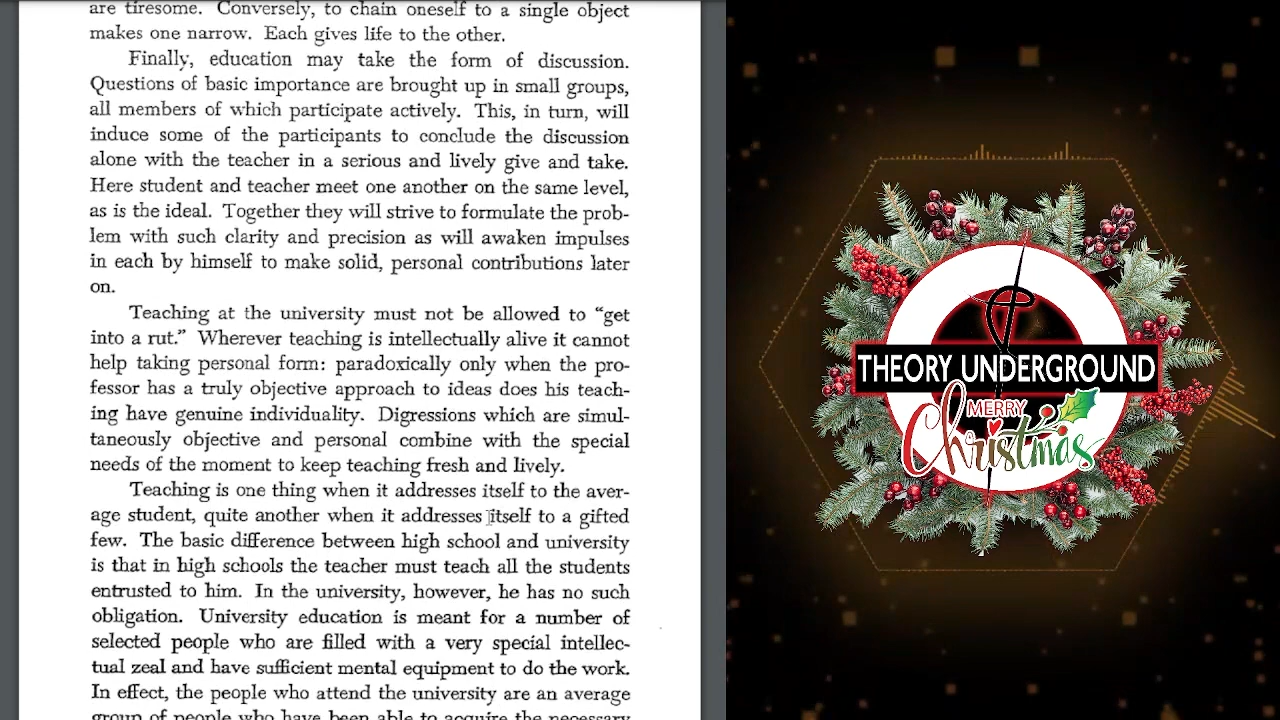 are tiresome. Conversely, to chain oneself to a single object
makes one narrow. Each gives life to the other.
Finally, education may take the form of discussion.
Questions of basic importance are brought up in small groups,
all members of which participate actively. This, in turn, will
induce some of the participants to conclude the discussion
alone with the teacher in a serious and lively give and take.
Here student and teacher meet one another on the same level,
as is the ideal. Together they will strive to formulate the prob-
lem with such clarity and precision as will awaken impulses
in each by himself to make solid, personal contributions later
on.
Teaching at the university must not be allowed to “get
into a rut.” Wherever teaching is intellectually alive it cannot
help taking personal form: paradoxically only when the pro-
fessor has a truly objective approach to ideas does his teach-
ing have genuine individuality. Digressions which are simul-
taneously objective and personal combine with the special
needs of the moment to keep teaching fresh and lively.
Teaching is one thing when it addresses itself to the aver-
age student, quite another when it addresses itself to a gifted
few. The basic difference between high school and university
is that in high schools the teacher must teach all the students
entrusted to him. In the university, however, he has no such
obligation. University education is meant for a number of
selected people who are filled with a very special intellec-
tual zeal and have sufficient mental equipment to do the work.
In effect, the people who attend the university are an average
group of people who have been able to acquire the necessary
THEORY UNDERGROUND
MERRY
Christmas